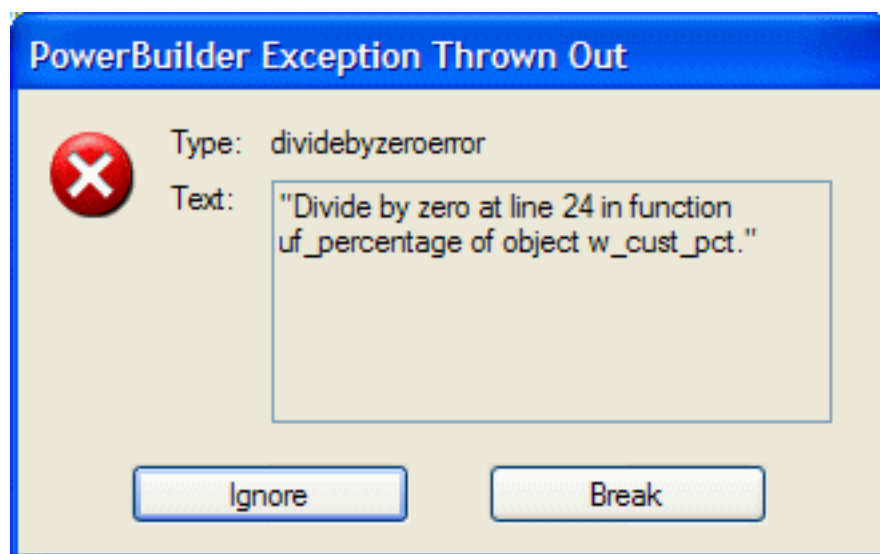 PowerBuilder Exception Thrown Out
Type: dividebyzeroerror
Text: "Divide by zero at line 24 in function
uf_percentage of object w_cust_pct."
Ignore Break